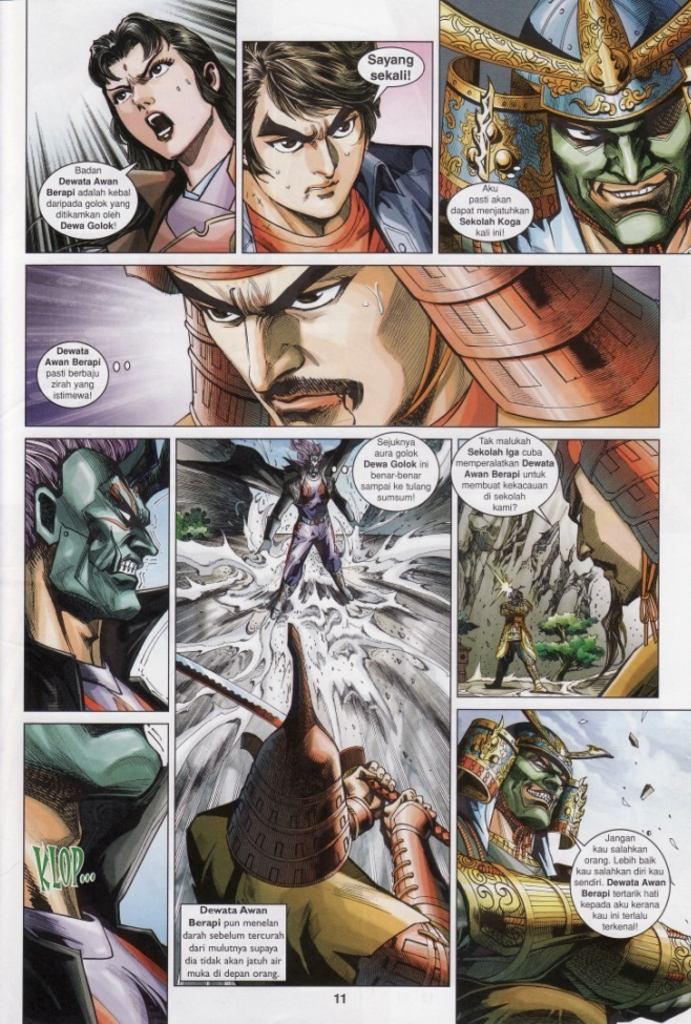 Badan
Dewata Awan
Berapi adalah kebal
daripada golok yang
ditikamkan oleh
Dewa Golok!
Sayang
sekali!
Aku
pasti akan
dapat menjatuhkan
Sekolah Koga
kali ini!
Dewata
Awan Berapi
pasti berbaju
zirah yang
istimewa!
Sejuknya
aura golok
Dewa Golok ini
benar-benar
sampai ke tulang
sumsum!
Tak malukah
Sekolah Iga cuba
memperalatkan Dewata
Awan Berapi untuk
membuat kekacauan
di sekolah
kami?
KLOP...
Dewata Awan
Berapi pun menelan
darah sebelum tercurah
dari mulutnya supaya
dia tidak akan jatuh air
muka di depan orang.
Jangan
kau salahkan
orang. Lebih baik
kau salahkan diri kau
sendiri. Dewata Awan
Berapi tertarik hati
kepada aku kerana
kau ini terlalu
terkenal!
11